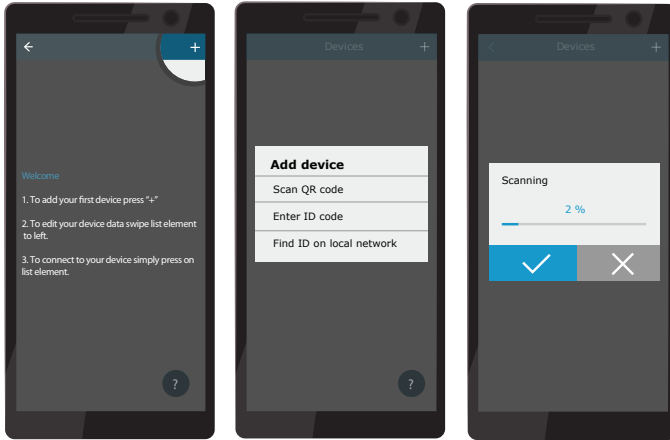 +
Welcome
1. To add your first device press "+"
2. To edit your device data swipe list element
to left.
3. To connect to your device simply press on
list element.
?
Devices +
Add device
Scan QR code
Enter ID code
Find ID on local network
?
Devices +
Scanning
2 %